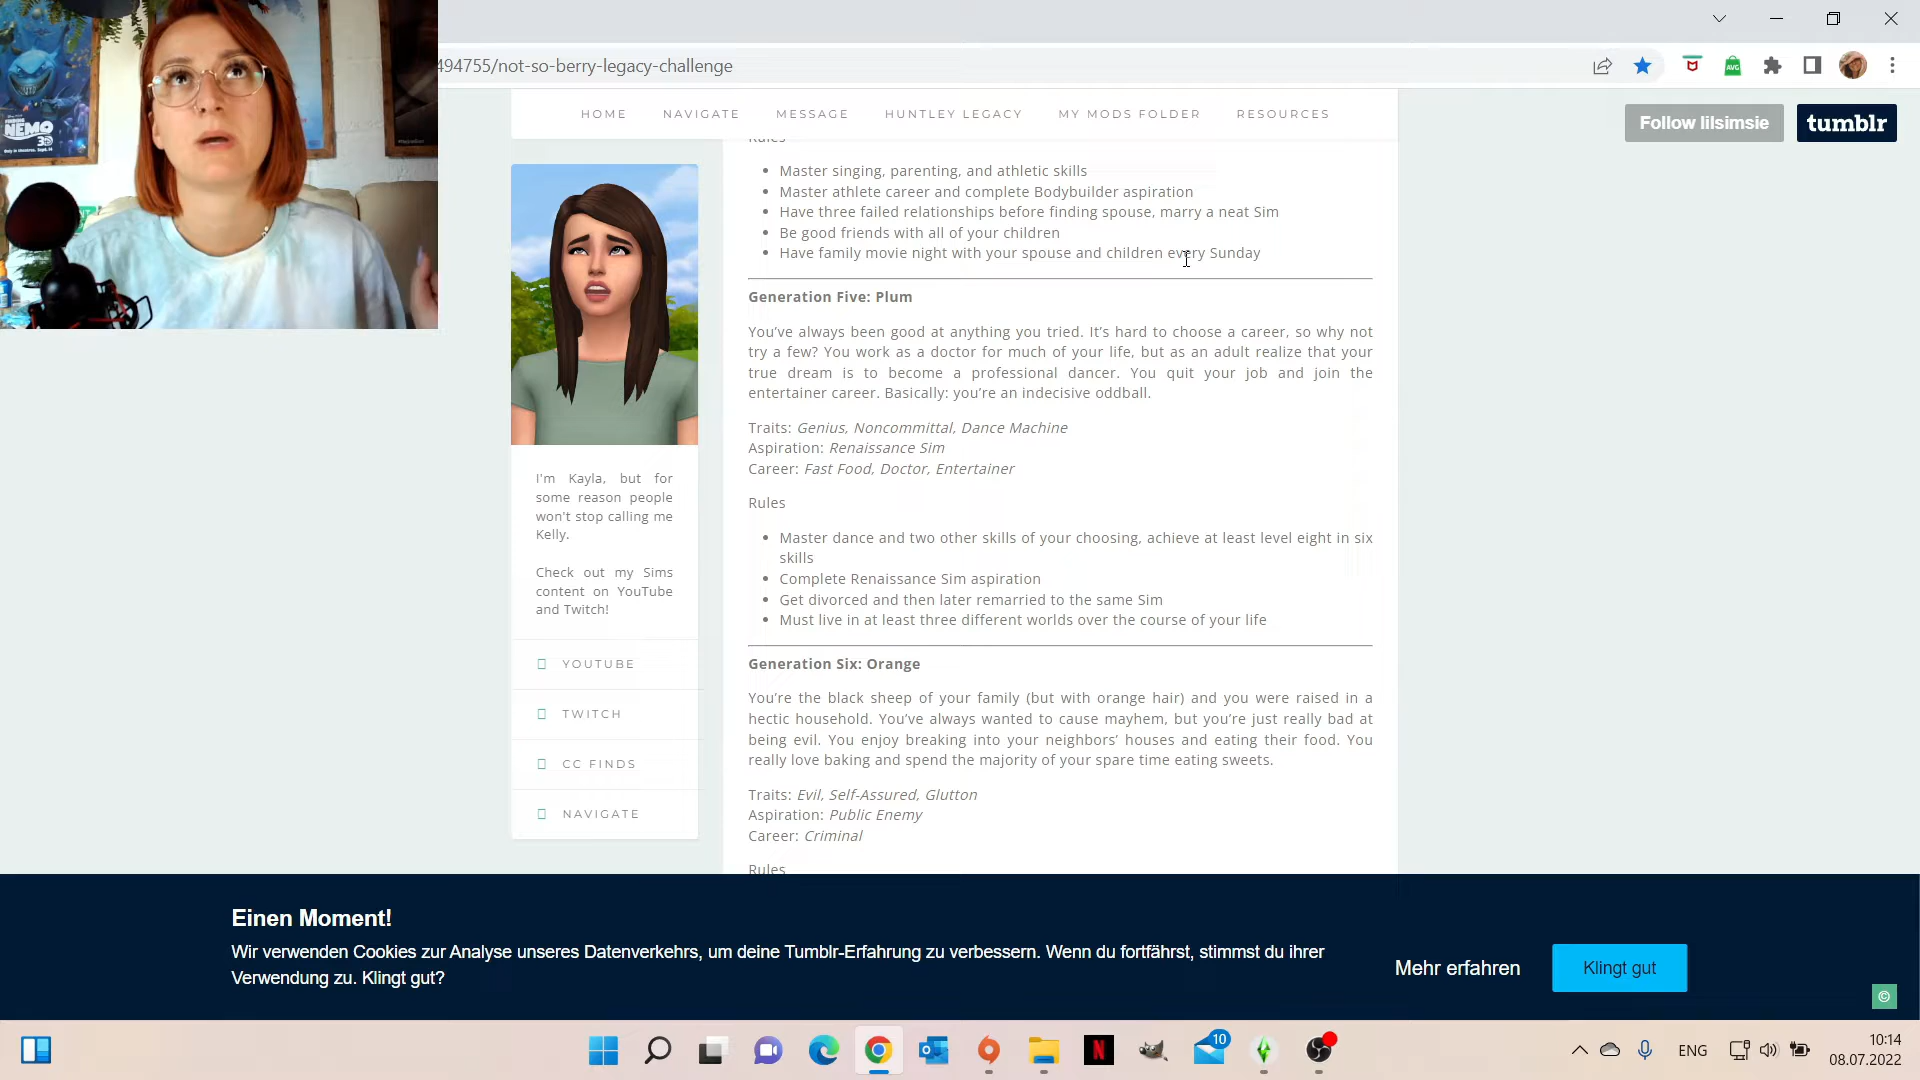 FINDING
NEMO
3D
494755/not-so-berry-legacy-challenge
AVG
HOME
NAVIGATE
MESSAGE
HUNTLEY LEGACY
MY MODS FOLDER
RESOURCES
Follow lilsimsie
tumblr
Rules
• Master singing, parenting, and athletic skills
• Master athlete career and complete Bodybuilder aspiration
• Have three failed relationships before finding spouse, marry a neat Sim
• Be good friends with all of your children
• Have family movie night with your spouse and children every Sunday
Generation Five: Plum
You’ve always been good at anything you tried. It’s hard to choose a career, so why not
try a few? You work as a doctor for much of your life, but as an adult realize that your
true dream is to become a professional dancer. You quit your job and join the
entertainer career. Basically: you’re an indecisive oddball.
Traits: Genius, Noncommittal, Dance Machine
Aspiration: Renaissance Sim
Career: Fast Food, Doctor, Entertainer
Rules
• Master dance and two other skills of your choosing, achieve at least level eight in six
skills
• Complete Renaissance Sim aspiration
• Get divorced and then later remarried to the same Sim
• Must live in at least three different worlds over the course of your life
Generation Six: Orange
You’re the black sheep of your family (but with orange hair) and you were raised in a
hectic household. You’ve always wanted to cause mayhem, but you’re just really bad at
being evil. You enjoy breaking into your neighbors’ houses and eating their food. You
really love baking and spend the majority of your spare time eating sweets.
Traits: Evil, Self-Assured, Glutton
Aspiration: Public Enemy
Career: Criminal
Rules
I'm Kayla, but for
some reason people
won't stop calling me
Kelly.
Check out my Sims
content on YouTube
and Twitch!
YOUTUBE
TWITCH
CC FINDS
NAVIGATE
Einen Moment!
Wir verwenden Cookies zur Analyse unseres Datenverkehrs, um deine Tumblr-Erfahrung zu verbessern. Wenn du fortfährst, stimmst du ihrer
Verwendung zu. Klingt gut?
Mehr erfahren
Klingt gut
©
N
10
ENG
10:14
08.07.2022